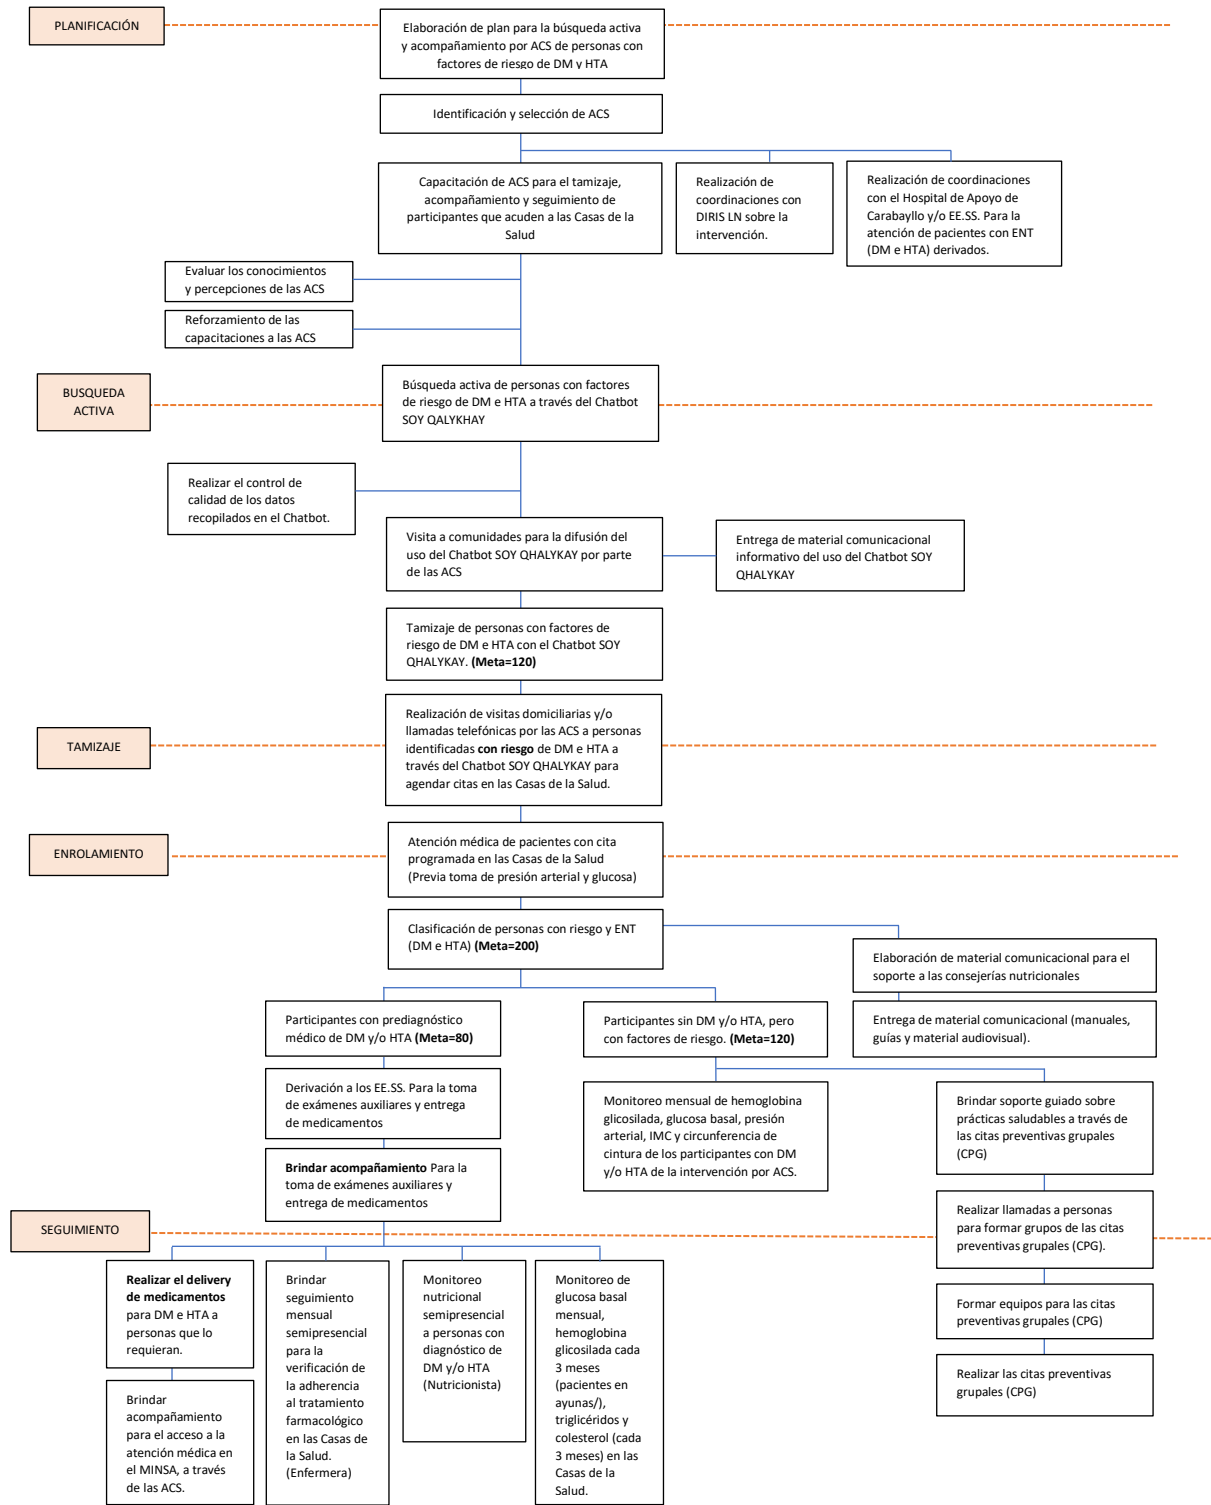 PLANIFICACIÓN
Elaboración de plan para la búsqueda activa
y acompañamiento por ACS de personas con
factores de riesgo de DM y HTA
Identificación y selección de ACS
Capacitación de ACS para el tamizaje,
acompañamiento y seguimiento de
participantes que acuden a las Casas de la
Salud
Realización de
coordinaciones con
DIRIS LN sobre la
intervención.
Realización de coordinaciones
con el Hospital de Apoyo de
Carabayllo y/o EE.SS. Para la
atención de pacientes con ENT
(DM e HTA) derivados.
Evaluar los conocimientos
y percepciones de las ACS
Reforzamiento de las
capacitaciones a las ACS
BUSQUEDA
ACTIVA
Búsqueda activa de personas con factores
de riesgo de DM e HTA a través del Chatbot
SOY QALYKHAY
Realizar el control de
calidad de los datos
recopilados en el Chatbot.
Visita a comunidades para la difusión del
uso del Chatbot SOY QHALYKAY por parte
de las ACS
Entrega de material comunicacional
informativo del uso del Chatbot SOY
QHALYKAY
Tamizaje de personas con factores de
riesgo de DM e HTA con el Chatbot SOY
QHALYKAY. (Meta=120)
TAMIZAJE
Realización de visitas domiciliarias y/o
llamadas telefónicas por las ACS a personas
identificadas con riesgo de DM e HTA a
través del Chatbot SOY QHALYKAY para
agendar citas en las Casas de la Salud.
ENROLAMIENTO
Atención médica de pacientes con cita
programada en las Casas de la Salud
(Previa toma de presión arterial y glucosa)
Clasificación de personas con riesgo y ENT
(DM e HTA) (Meta=200)
Elaboración de material comunicacional para el
soporte a las consejerías nutricionales
Entrega de material comunicacional (manuales,
guías y material audiovisual).
Participantes con prediagnóstico
médico de DM y/o HTA (Meta=80)
Participantes sin DM y/o HTA, pero
con factores de riesgo. (Meta=120)
Derivación a los EE.SS. Para la toma
de exámenes auxiliares y entrega
de medicamentos
Monitoreo mensual de hemoglobina
glicosilada, glucosa basal, presión
arterial, IMC y circunferencia de
cintura de los participantes con DM
y/o HTA de la intervención por ACS.
Brindar soporte guiado sobre
prácticas saludables a través de
las citas preventivas grupales
(CPG)
Brindar acompañamiento Para la
toma de exámenes auxiliares y
entrega de medicamentos
Realizar llamadas a personas
para formar grupos de las citas
preventivas grupales (CPG).
SEGUIMIENTO
Realizar el delivery
de medicamentos
para DM e HTA a
personas que lo
requieran.
Brindar
acompañamiento
para el acceso a la
atención médica en
el MINSA, a través
de las ACS.
Brindar
seguimiento
mensual
semipresencial
para la
verificación de
la adherencia
al tratamiento
farmacológico
en las Casas de
la Salud.
(Enfermera)
Monitoreo
nutricional
semipresencial
a personas con
diagnóstico de
DM y/o HTA
(Nutricionista)
Monitoreo de
glucosa basal
mensual,
hemoglobina
glicosilada cada
3 meses
(pacientes en
ayunas/),
triglicéridos y
colesterol (cada
3 meses) en las
Casas de la
Salud.
Formar equipos para las citas
preventivas grupales (CPG)
Realizar las citas preventivas
grupales (CPG)